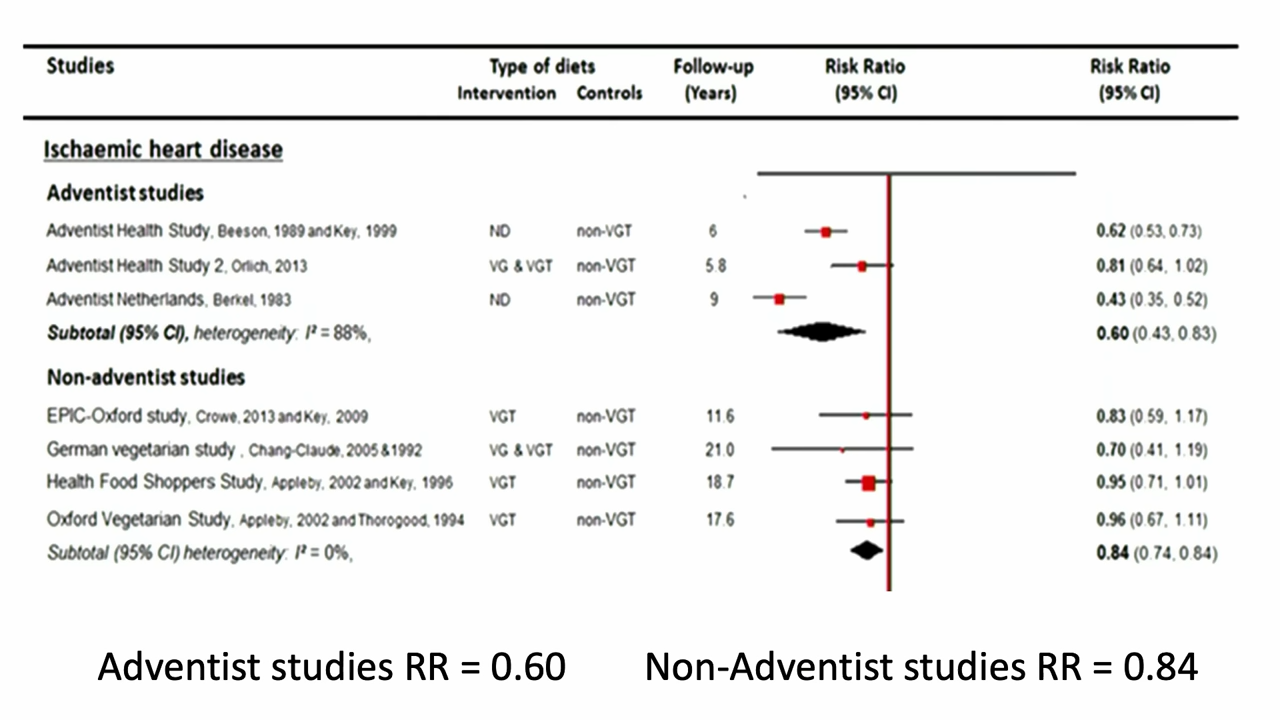 Studies Type of diets Follow-up Risk Ratio Risk Ratio
Intervention Controls (Years) (95% CI) (95% CI)
Ischaemic heart disease
Adventist studies
Adventist Health Study, Beeson, 1989 and Key, 1999 ND non-VGT 6 0.62 (0.53, 0.73)
Adventist Health Study 2, Orlich, 2013 VG & VGT non-VGT 5.8 0.81 (0.64, 1.02)
Adventist Netherlands, Berkel, 1983 ND non-VGT 9 0.43 (0.35, 0.52)
Subtotal (95% CI), heterogeneity: I² = 88%, 0.60 (0.43, 0.83)
Non-adventist studies
EPIC-Oxford study, Crowe, 2013 and Key, 2009 VGT non-VGT 11.6 0.83 (0.59, 1.17)
German vegetarian study , Chang-Claude, 2005 & 1992 VG & VGT non-VGT 21.0 0.70 (0.41, 1.19)
Health Food Shoppers Study, Appleby, 2002 and Key, 1996 VGT non-VGT 18.7 0.95 (0.71, 1.01)
Oxford Vegetarian Study, Appleby, 2002 and Thorogood, 1994 VGT non-VGT 17.6 0.96 (0.67, 1.11)
Subtotal (95% CI) heterogeneity: I² = 0%, 0.84 (0.74, 0.84)
Adventist studies RR = 0.60 Non-Adventist studies RR = 0.84